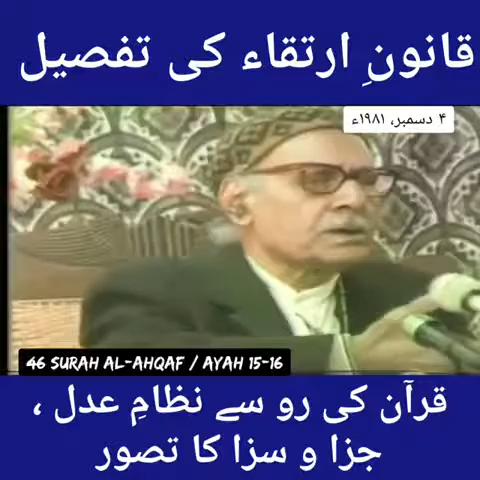 قانونِ ارتقاء کی تفصیل
۴ دسمبر، ۱۹۸۱ء
46 SURAH AL-AHQAF / AYAH 15-16
قرآن کی رو سے نظامِ عدل ،
جزا و سزا کا تصور